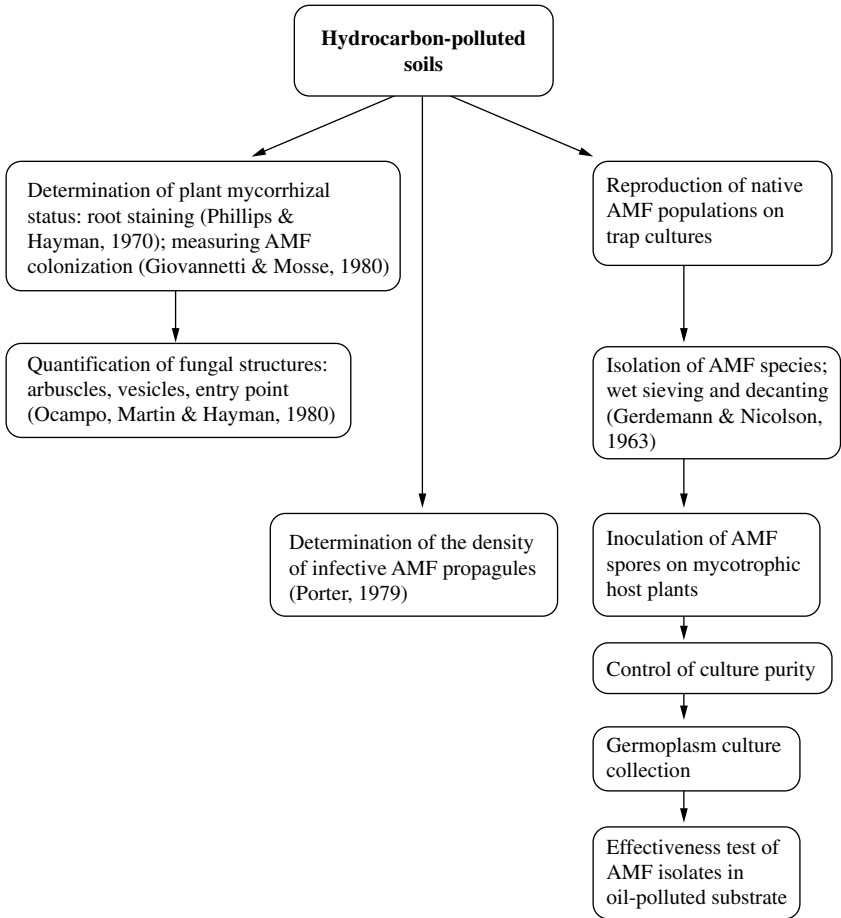 Hydrocarbon-polluted
soils
Determination of plant mycorrhizal
status: root staining (Phillips &
Hayman, 1970); measuring AMF
colonization (Giovannetti & Mosse, 1980)
Quantification of fungal structures:
arbuscles, vesicles, entry point
(Ocampo, Martin & Hayman, 1980)
Determination of the density
of infective AMF propagules
(Porter, 1979)
Reproduction of native
AMF populations on
trap cultures
Isolation of AMF species;
wet sieving and decanting
(Gerdemann & Nicolson,
1963)
Inoculation of AMF
spores on mycotrophic
host plants
Control of culture purity
Germoplasm culture
collection
Effectiveness test of
AMF isolates in
oil-polluted substrate